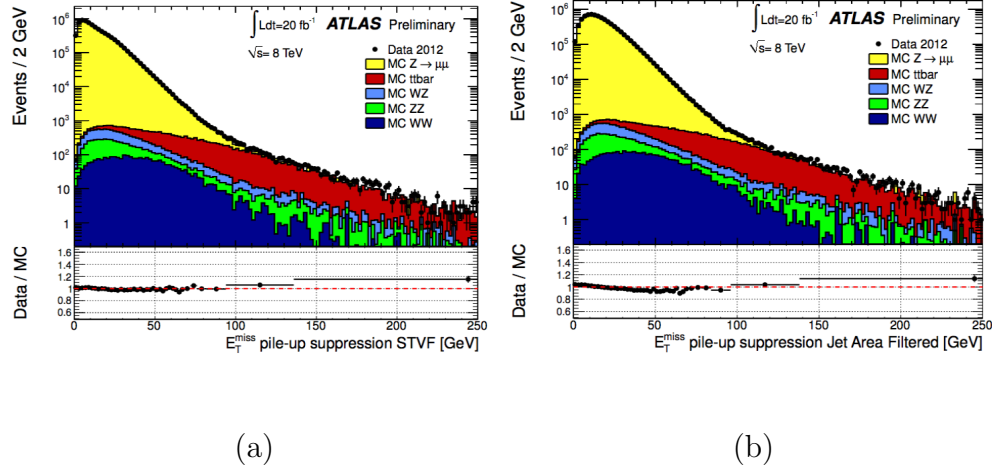 Events / 2 GeV
10⁶
10⁵
10⁴
10³
10²
10
1
∫ Ldt=20 fb⁻¹ ATLAS Preliminary
√s= 8 TeV
Data 2012
MC Z → μμ
MC ttbar
MC WZ
MC ZZ
MC WW
Data / MC
1.6
1.4
1.2
1
0.8
0.6
0 50 100 150 200 250
E_T^miss pile-up suppression STVF [GeV]
(a)
Events / 2 GeV
10⁶
10⁵
10⁴
10³
10²
10
1
∫ Ldt=20 fb⁻¹ ATLAS Preliminary
√s= 8 TeV
Data 2012
MC Z → μμ
MC ttbar
MC WZ
MC ZZ
MC WW
Data / MC
1.6
1.4
1.2
1
0.8
0.6
0 50 100 150 200 250
E_T^miss pile-up suppression Jet Area Filtered [GeV]
(b)